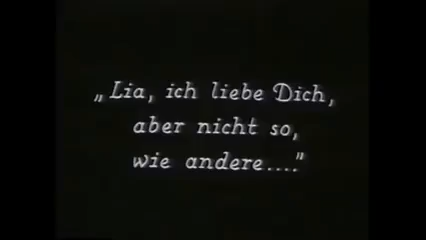 „Lia, ich liebe Dich,
aber nicht so,
wie andere...."